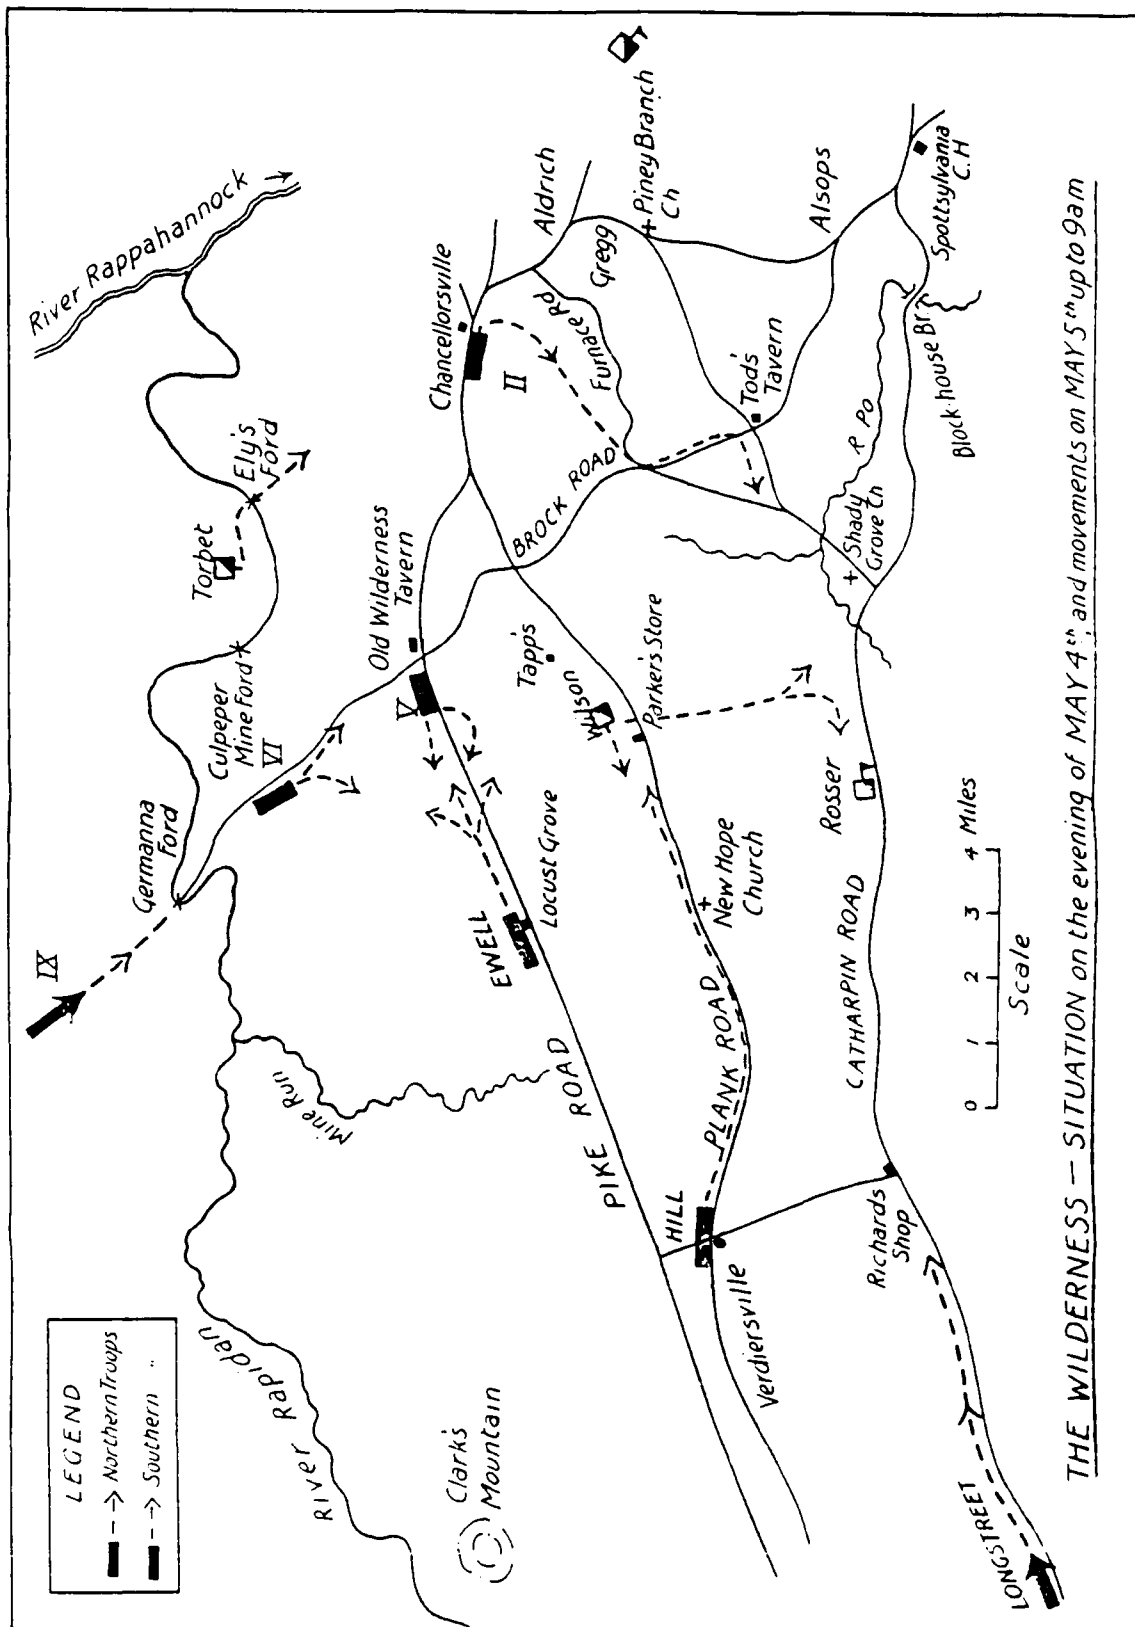 LEGEND
Northern Troops
Southern "
River Rappahannock
IX
Germanna
Ford
Culpeper
Mine Ford
VI
Torbet
Ely's
Ford
River Rapidan
Mine Run
Clark's
Mountain
Old Wilderness
Tavern
V
Chancellorsville
II
Aldrich
Piney Branch
Ch
Gregg
Furnace Rd
BROCK ROAD
Tod's
Tavern
Alsops
Spottsylvania
C.H
Block-house Br.
R Po
Shady
Grove Ch
Tapp's
Wilson
Parker's Store
EWELL
Locust Grove
PIKE ROAD
New Hope
Church
PLANK ROAD
HILL
Verdiersville
Rosser
CATHARPIN ROAD
Richards
Shop
LONGSTREET
0 1 2 3 4 Miles
Scale
THE WILDERNESS — SITUATION on the evening of MAY 4th, and movements on MAY 5th up to 9am